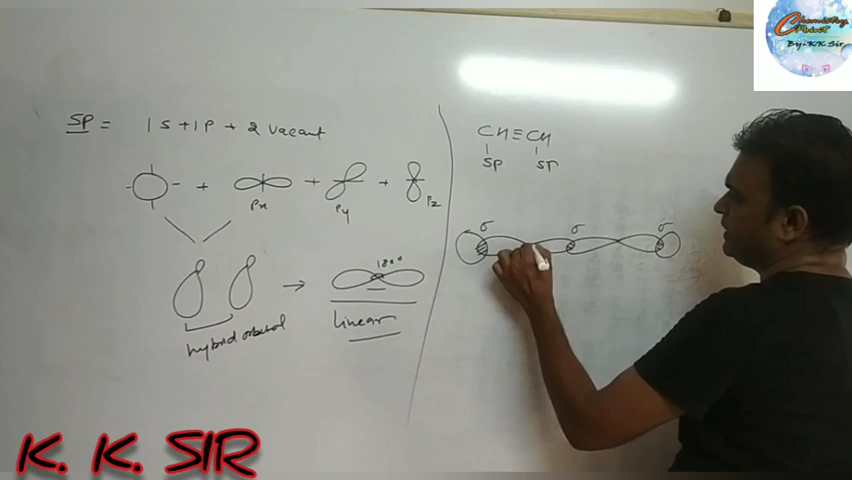 SP = 1S + 1P + 2 Vacant
+ + +
Px Py Pz
180°
hybrid orbital
Linear
CH≡CH
SP SP
σ σ σ
K. K. SIR
Chemistry
Point
By-KK Sir